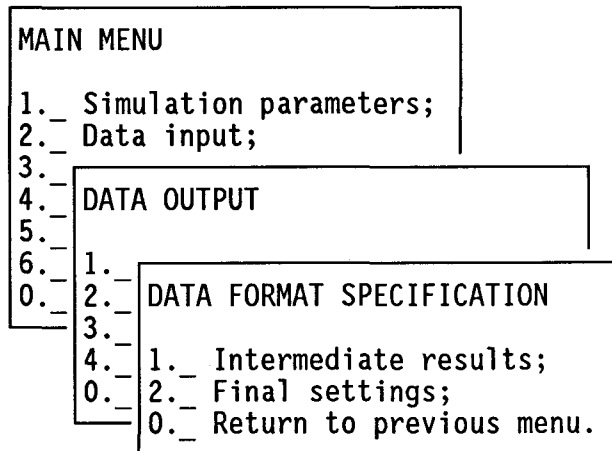 MAIN MENU
1._ Simulation parameters;
2._ Data input;
3._
4._
5._
6._
0._
DATA OUTPUT
1._
2._
3._
4._
0._
DATA FORMAT SPECIFICATION
1._ Intermediate results;
2._ Final settings;
0._ Return to previous menu.